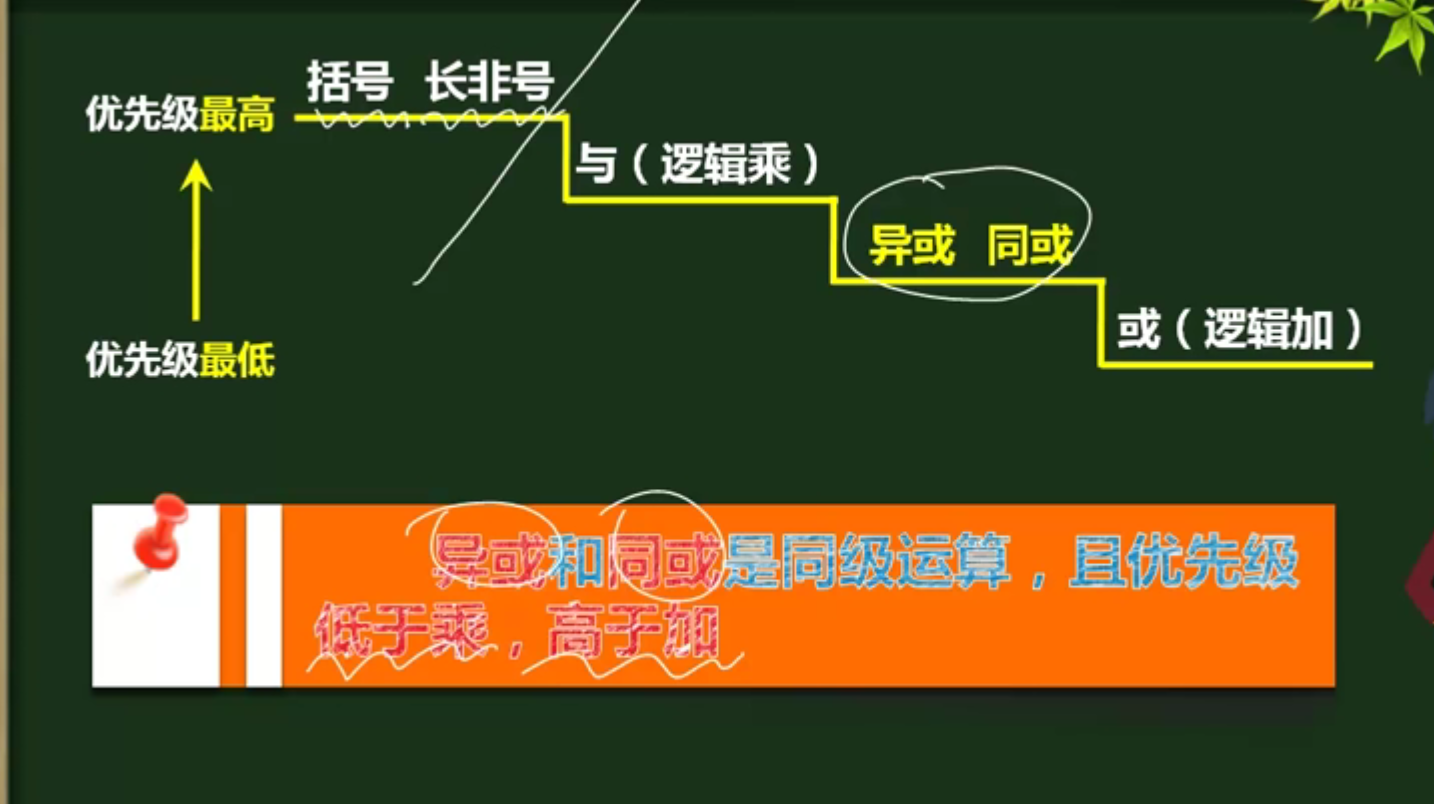 括号 长非号
优先级最高
与（逻辑乘）
异或 同或
或（逻辑加）
优先级最低
异或和同或是同级运算，且优先级
低于乘，高于加